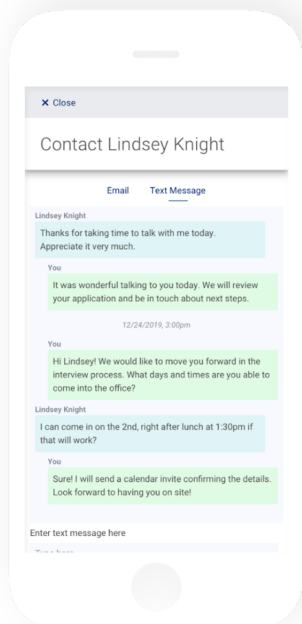 ✕ Close
Contact Lindsey Knight
Email Text Message
Lindsey Knight
Thanks for taking time to talk with me today.
Appreciate it very much.
You
It was wonderful talking to you today. We will review
your application and be in touch about next steps.
12/24/2019, 3:00pm
You
Hi Lindsey! We would like to move you forward in the
interview process. What days and times are you able to
come into the office?
Lindsey Knight
I can come in on the 2nd, right after lunch at 1:30pm if
that will work?
You
Sure! I will send a calendar invite confirming the details.
Look forward to having you on site!
Enter text message here
Type here